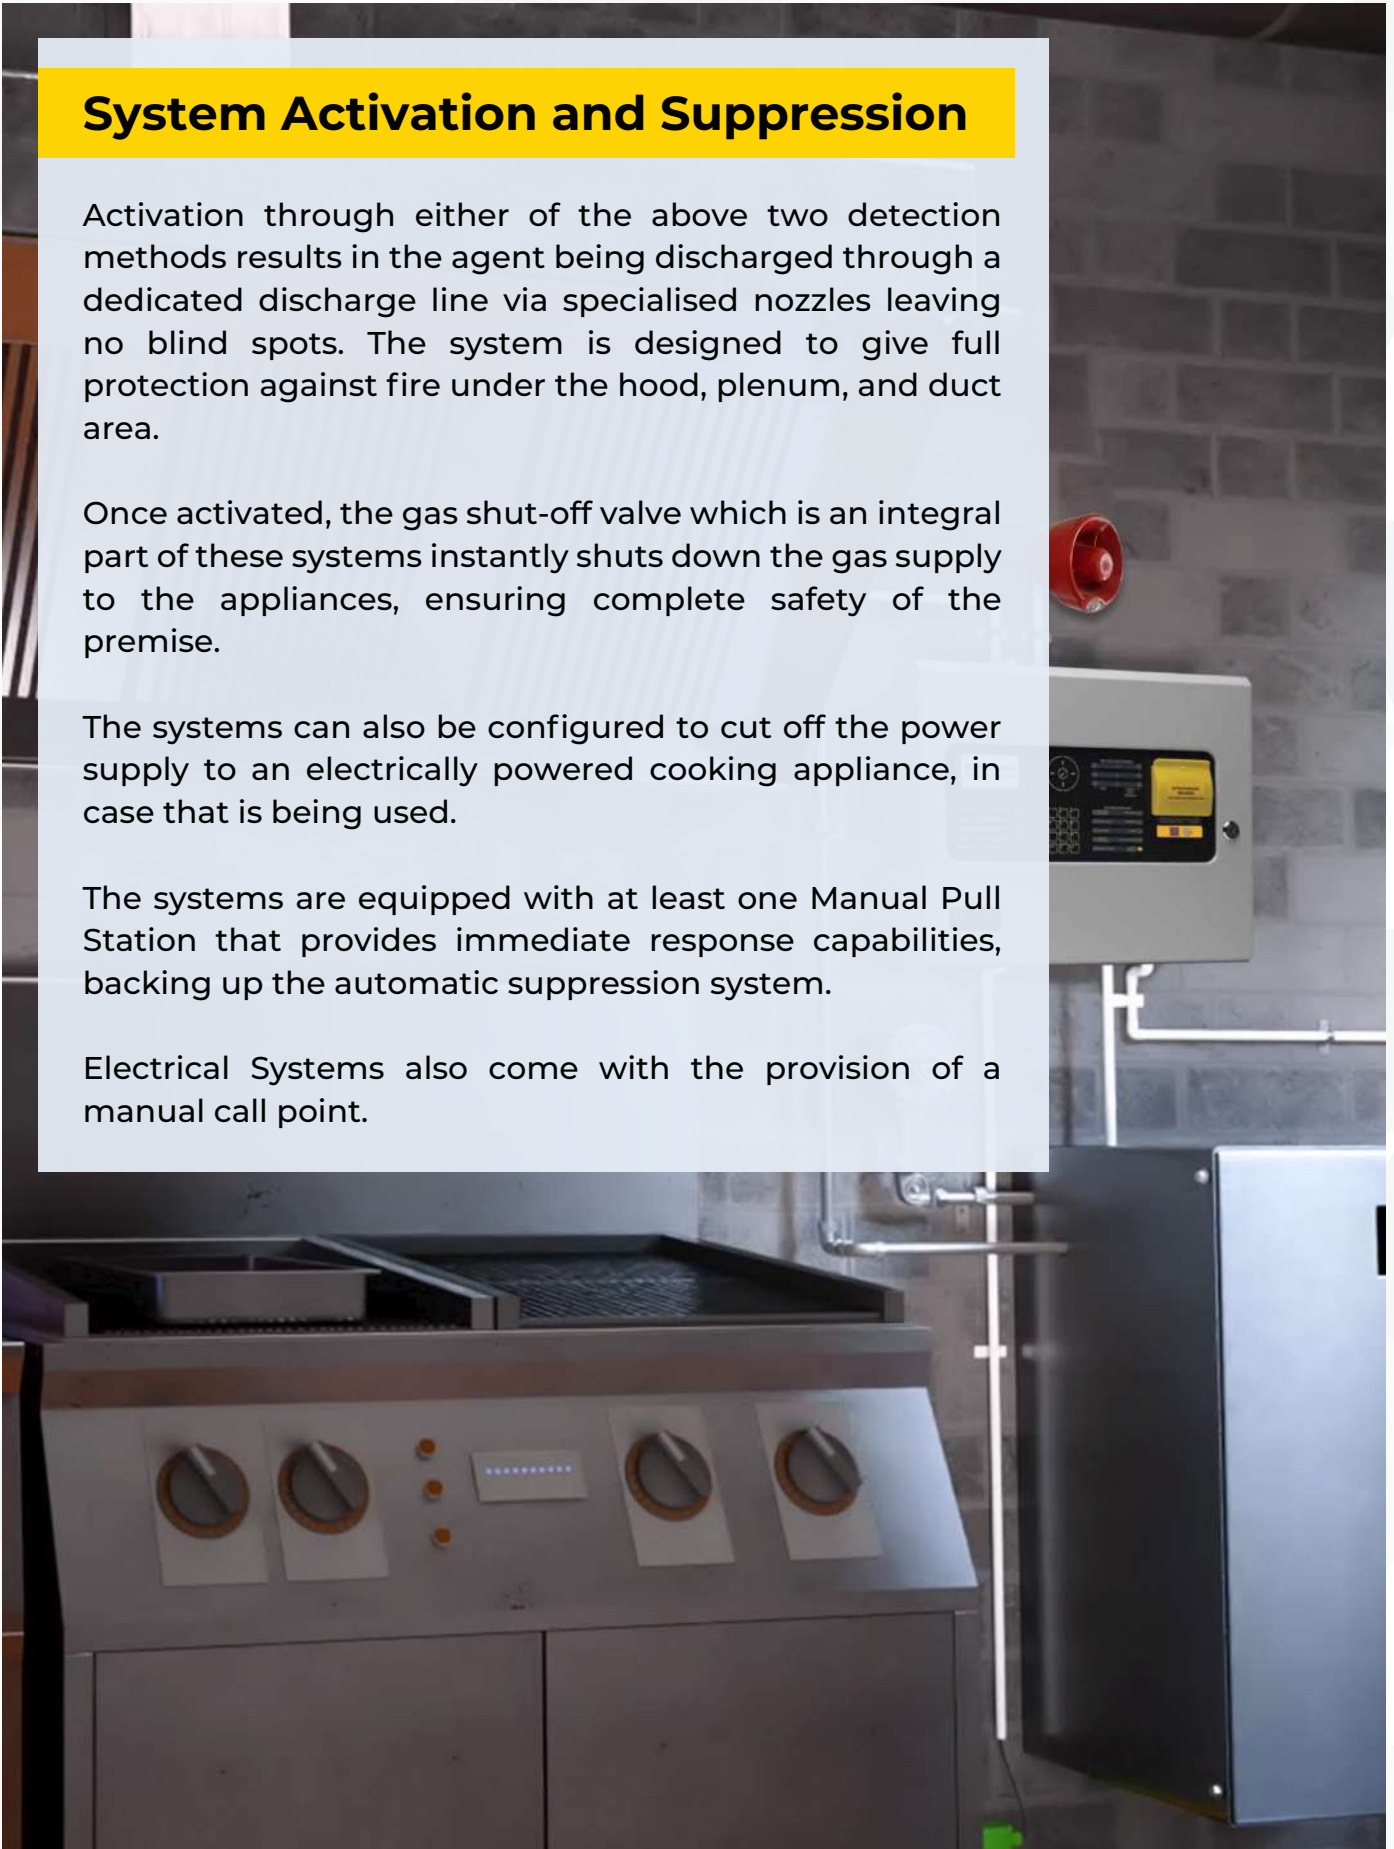 System Activation and Suppression
Activation through either of the above two detection
methods results in the agent being discharged through a
dedicated discharge line via specialised nozzles leaving
no blind spots. The system is designed to give full
protection against fire under the hood, plenum, and duct
area.
Once activated, the gas shut-off valve which is an integral
part of these systems instantly shuts down the gas supply
to the appliances, ensuring complete safety of the
premise.
The systems can also be configured to cut off the power
supply to an electrically powered cooking appliance, in
case that is being used.
The systems are equipped with at least one Manual Pull
Station that provides immediate response capabilities,
backing up the automatic suppression system.
Electrical Systems also come with the provision of a
manual call point.